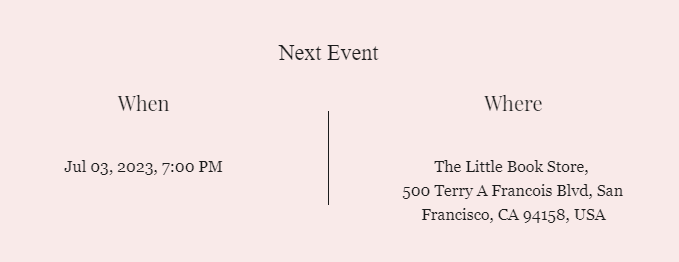 Next Event
When
Where
Jul 03, 2023, 7:00 PM
The Little Book Store,
500 Terry A Francois Blvd, San
Francisco, CA 94158, USA